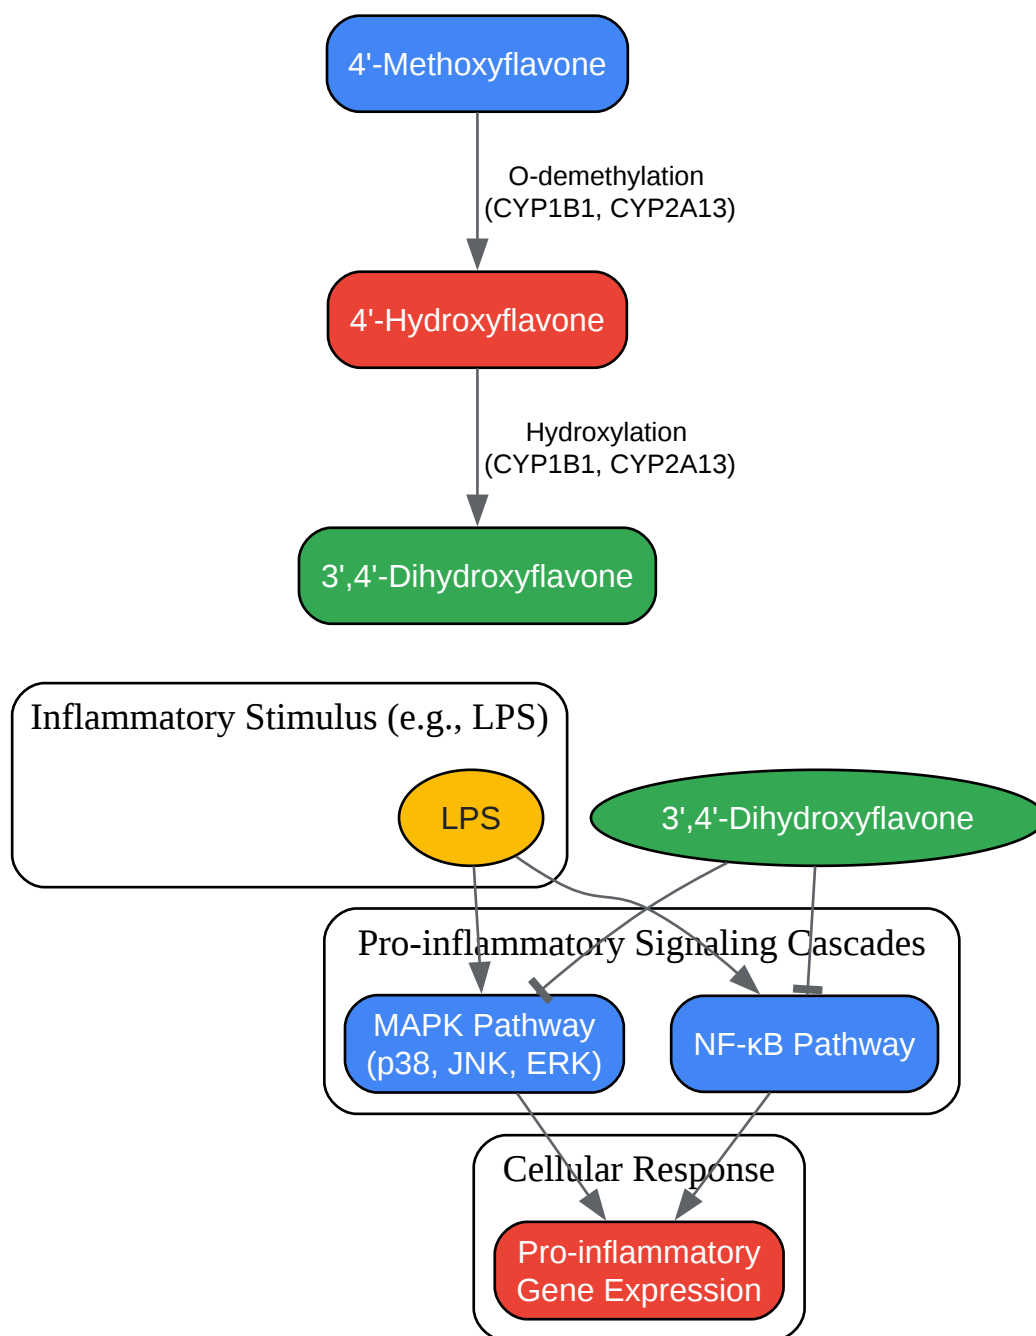 4'-Methoxyflavone
O-demethylation
(CYP1B1, CYP2A13)
4'-Hydroxyflavone
Hydroxylation
(CYP1B1, CYP2A13)
3',4'-Dihydroxyflavone
Inflammatory Stimulus (e.g., LPS)
LPS
3',4'-Dihydroxyflavone
Pro-inflammatory Signaling Cascades
MAPK Pathway
(p38, JNK, ERK)
NF-κB Pathway
Cellular Response
Pro-inflammatory
Gene Expression